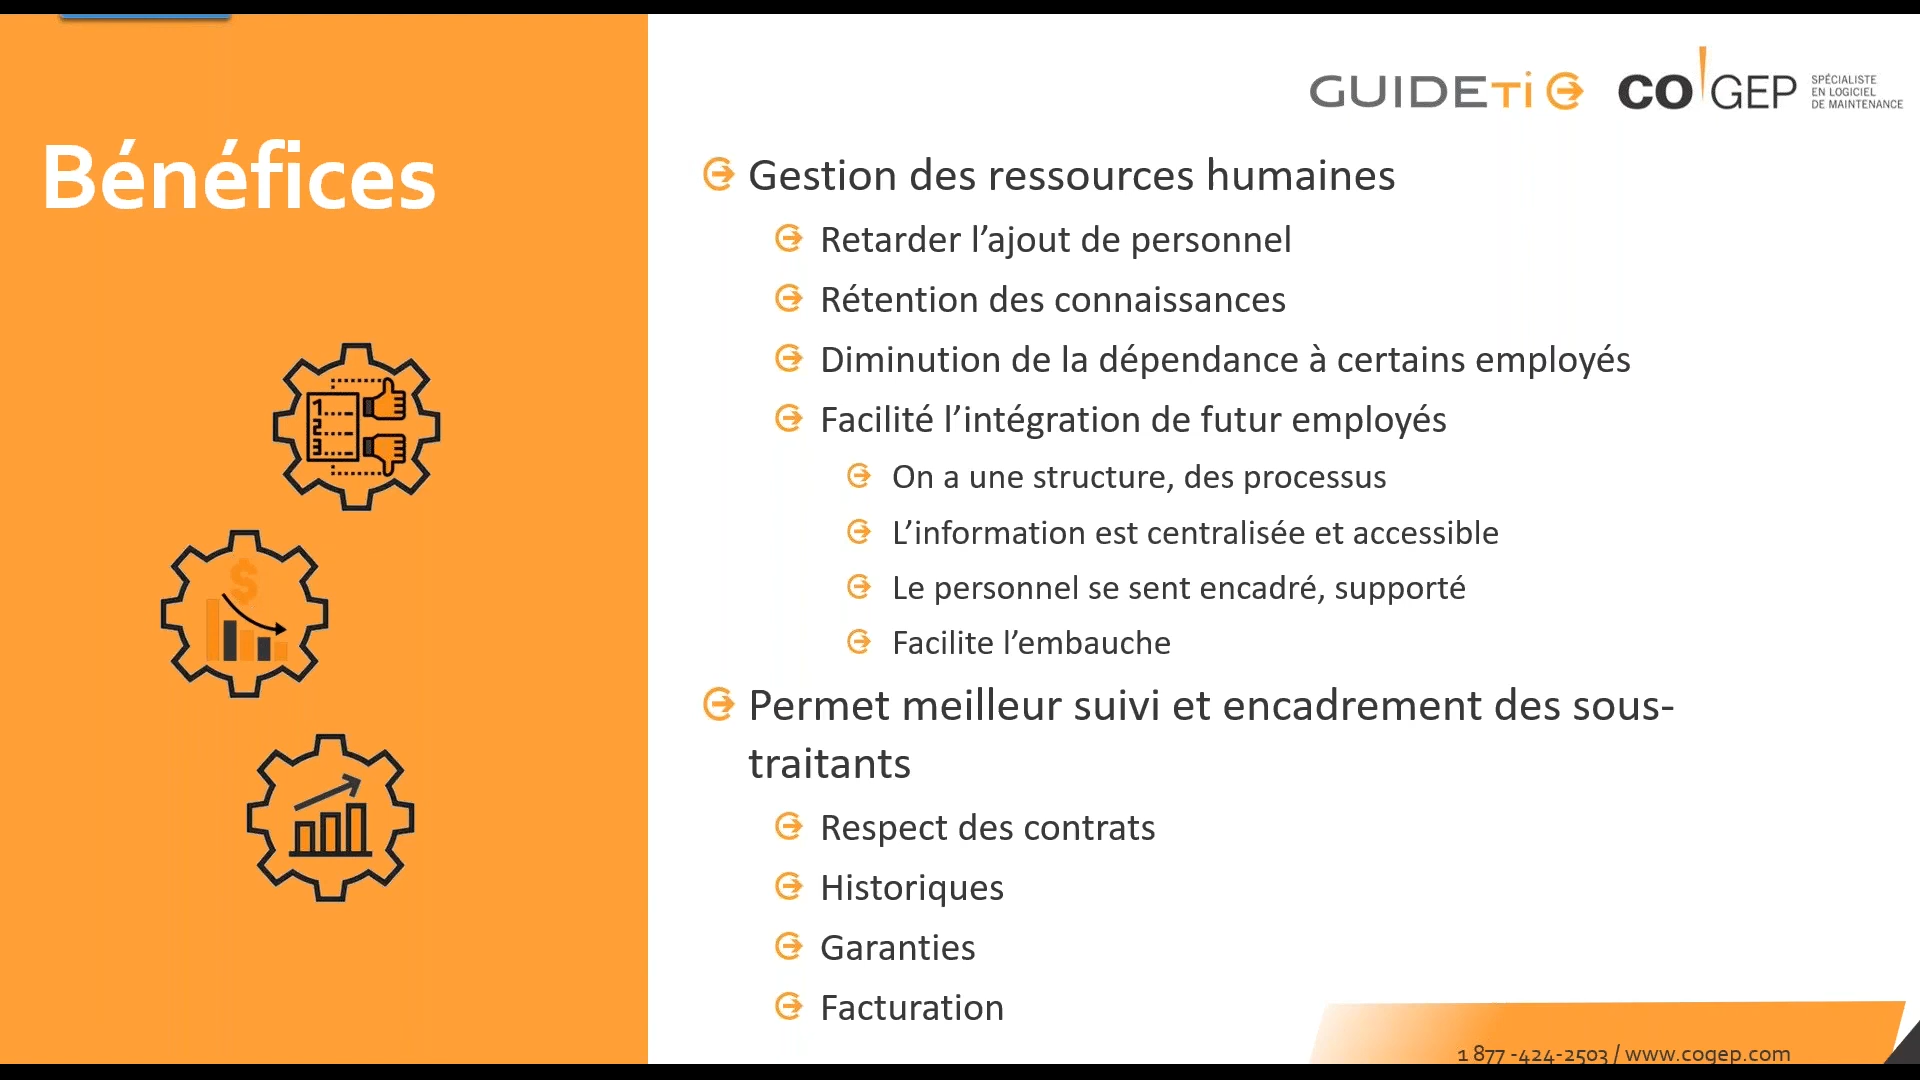 Bénéfices
GUIDETi
CO!GEP
SPÉCIALISTE
EN LOGICIEL
DE MAINTENANCE
Gestion des ressources humaines
Retarder l’ajout de personnel
Rétention des connaissances
Diminution de la dépendance à certains employés
Facilité l’intégration de futur employés
On a une structure, des processus
L’information est centralisée et accessible
Le personnel se sent encadré, supporté
Facilite l’embauche
Permet meilleur suivi et encadrement des sous-
traitants
Respect des contrats
Historiques
Garanties
Facturation
1
2
3
$
1 877 -424-2503 / www.cogep.com